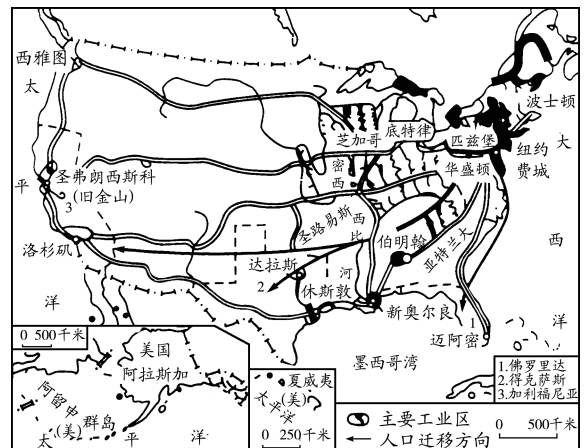 西雅图
太
平
洋
波士顿
芝加哥
底特律
匹兹堡
纽约
费城
大
西
洋
华盛顿
密
西
西
比
河
圣弗朗西斯科
(旧金山)
3
洛杉矶
圣路易斯
伯明翰
亚特兰大
达拉斯
2
休斯敦
新奥尔良
1
迈阿密
墨西哥湾
0 500千米
美国
阿拉斯加
阿留申
(美)
群岛
太 平 洋
夏威夷
(美)
太平洋
0 250千米
1.佛罗里达
2.得克萨斯
3.加利福尼亚
主要工业区
人口迁移方向
0 500千米